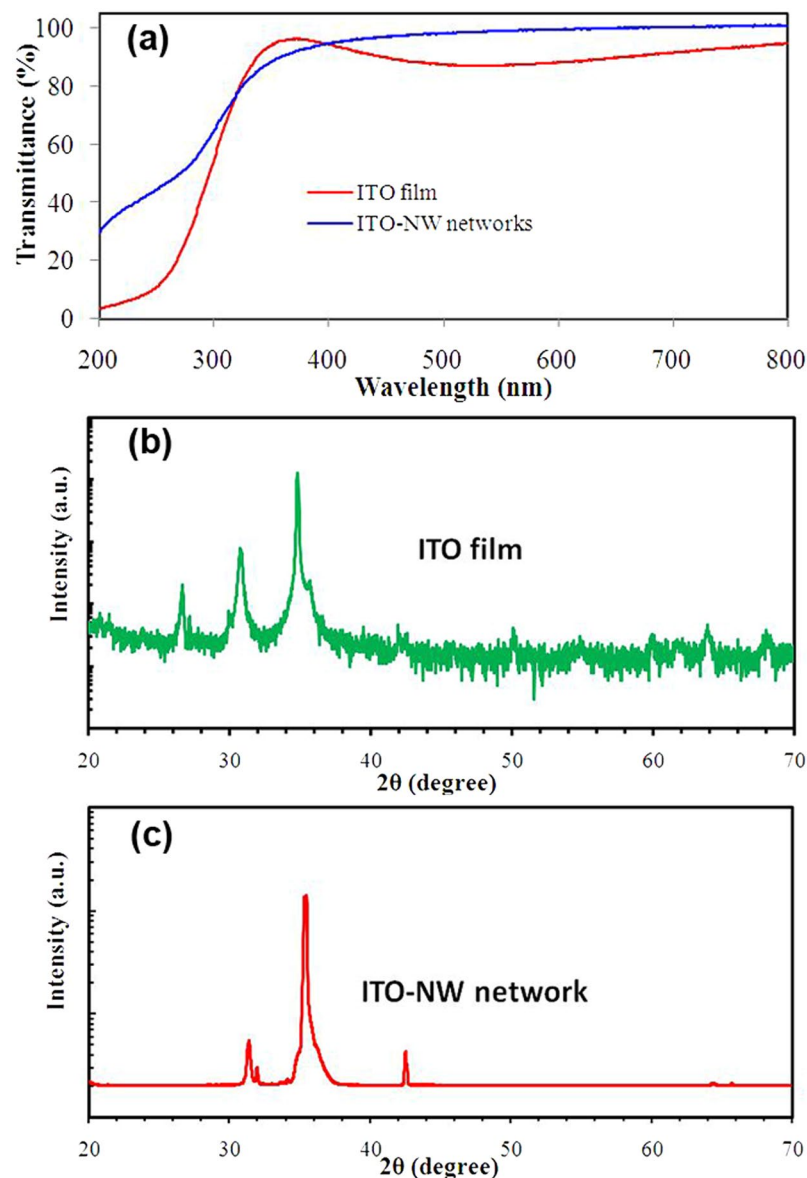 (a)
Transmittance (%)
100
80
60
40
20
0
ITO film
ITO-NW networks
200 300 400 500 600 700 800
Wavelength (nm)
(b)
Intensity (a.u.)
ITO film
20 30 40 50 60 70
2θ (degree)
(c)
Intensity (a.u.)
ITO-NW network
20 30 40 50 60 70
2θ (degree)